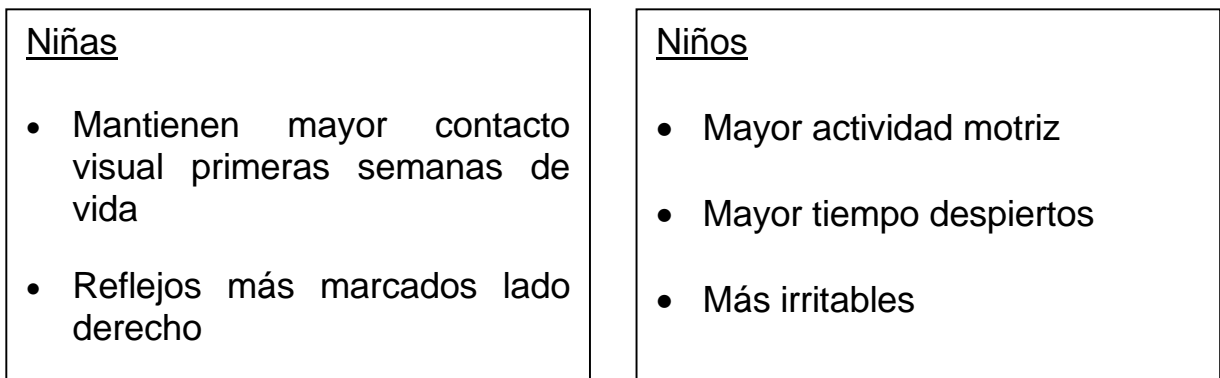 Niñas
• Mantienen mayor contacto
visual primeras semanas de
vida
• Reflejos más marcados lado
derecho
Niños
• Mayor actividad motriz
• Mayor tiempo despiertos
• Más irritables